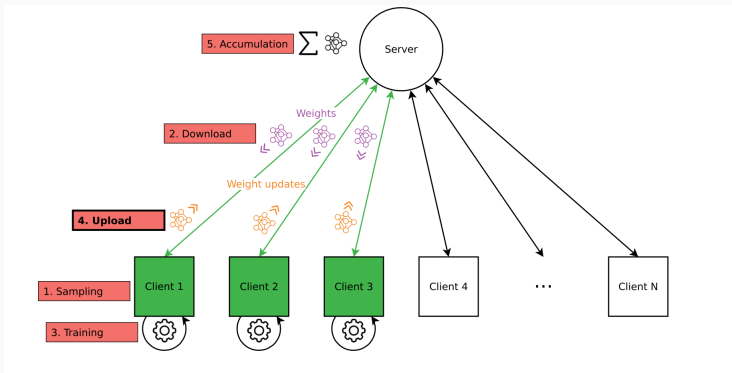 5. Accumulation
Server
Weights
2. Download
Weight updates
4. Upload
Client 1
Client 2
Client 3
Client 4
...
Client N
1. Sampling
3. Training